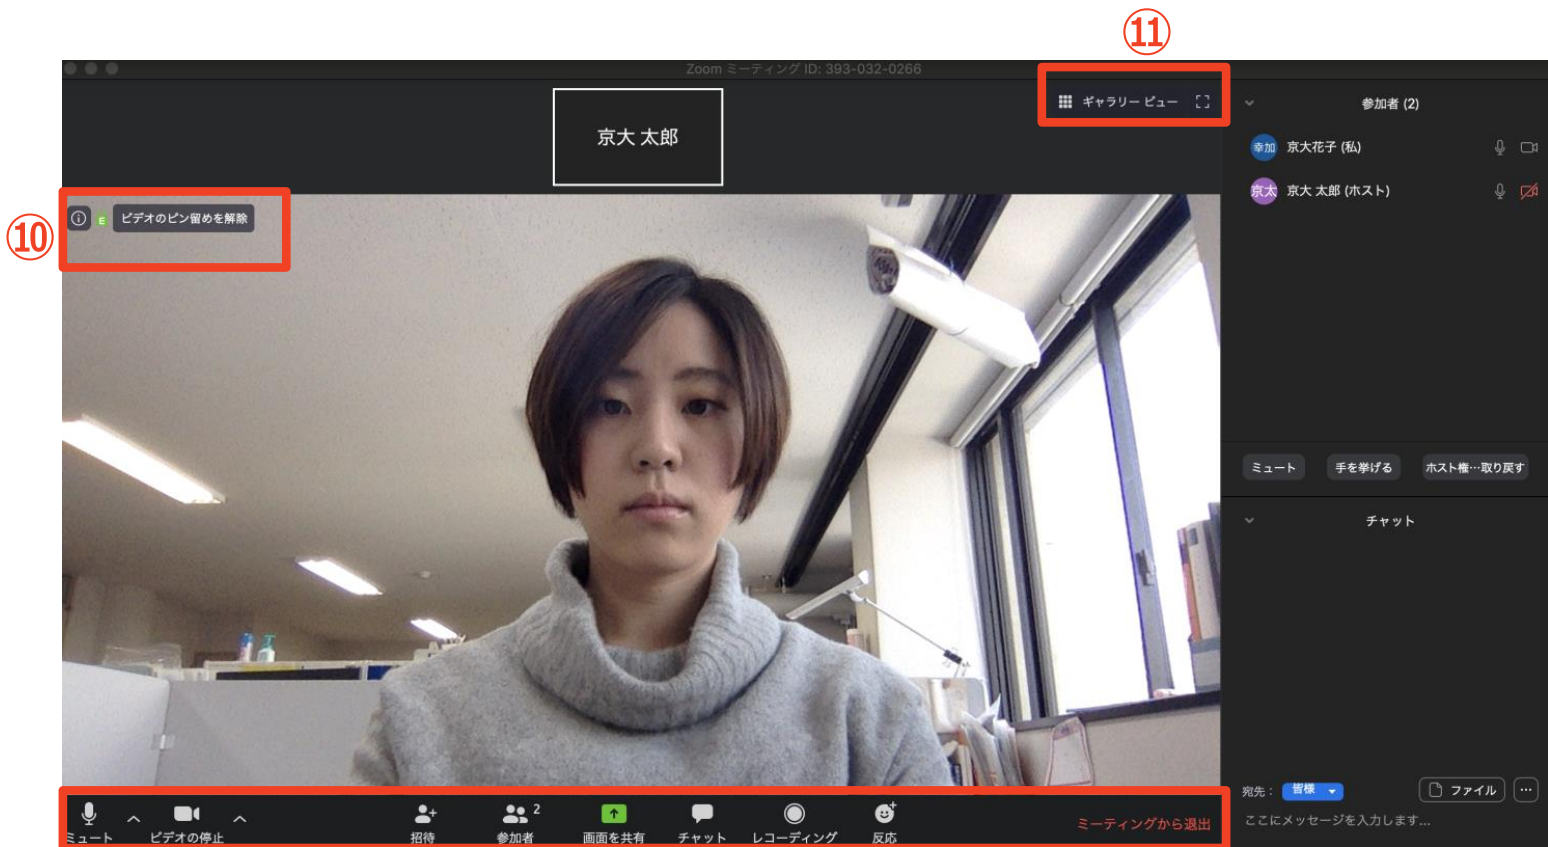 ⑪
Zoom ミーティング ID: 393-032-0266
ギャラリー ビュー
参加者 (2)
京大 太郎
幸加 京大花子 (私)
京太 京大 太郎 (ホスト)
⑩
E ビデオのピン留めを解除
ミュート 手を挙げる ホスト権…取り戻す
チャット
宛先： 皆様 ファイル
ここにメッセージを入力します...
2
ミュート ビデオの停止 招待 参加者 画面を共有 チャット レコーディング 反応 ミーティングから退出